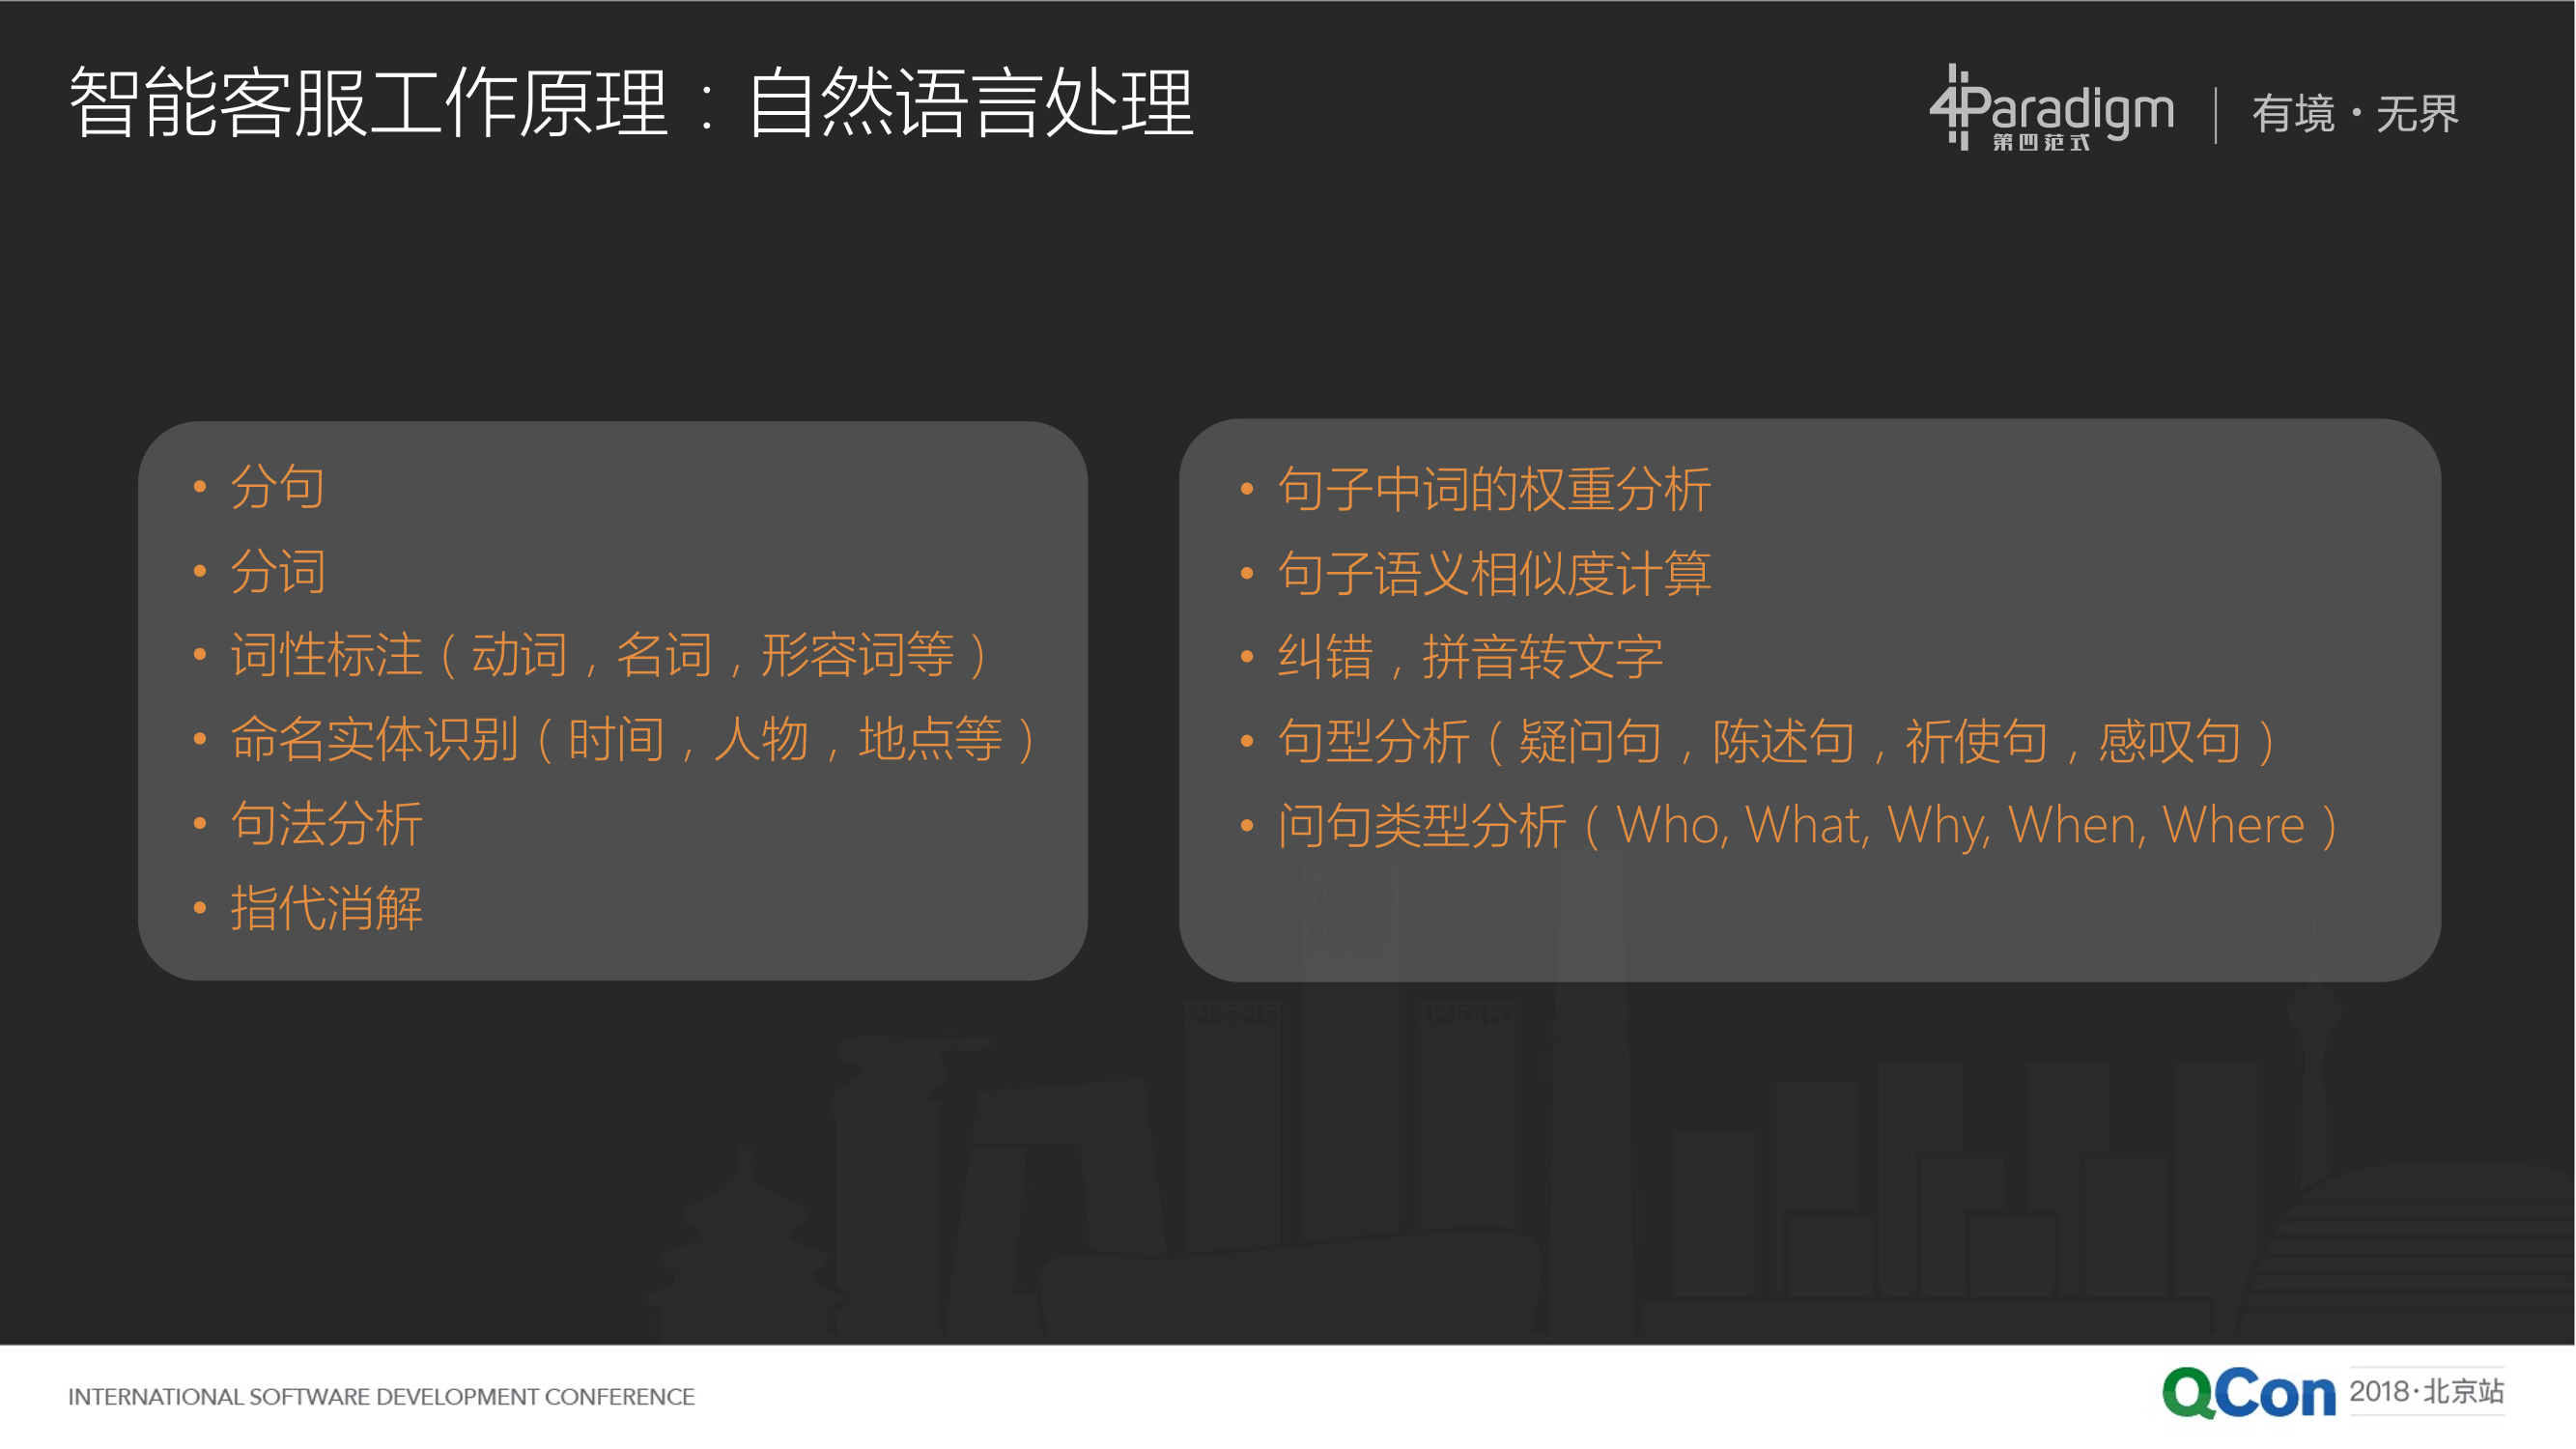 智能客服工作原理：自然语言处理
4Paradigm
第四范式
有境·无界
• 分句
• 分词
• 词性标注（动词，名词，形容词等）
• 命名实体识别（时间，人物，地点等）
• 句法分析
• 指代消解
• 句子中词的权重分析
• 句子语义相似度计算
• 纠错，拼音转文字
• 句型分析（疑问句，陈述句，祈使句，感叹句）
• 问句类型分析（Who, What, Why, When, Where）
INTERNATIONAL SOFTWARE DEVELOPMENT CONFERENCE
QCon 2018·北京站